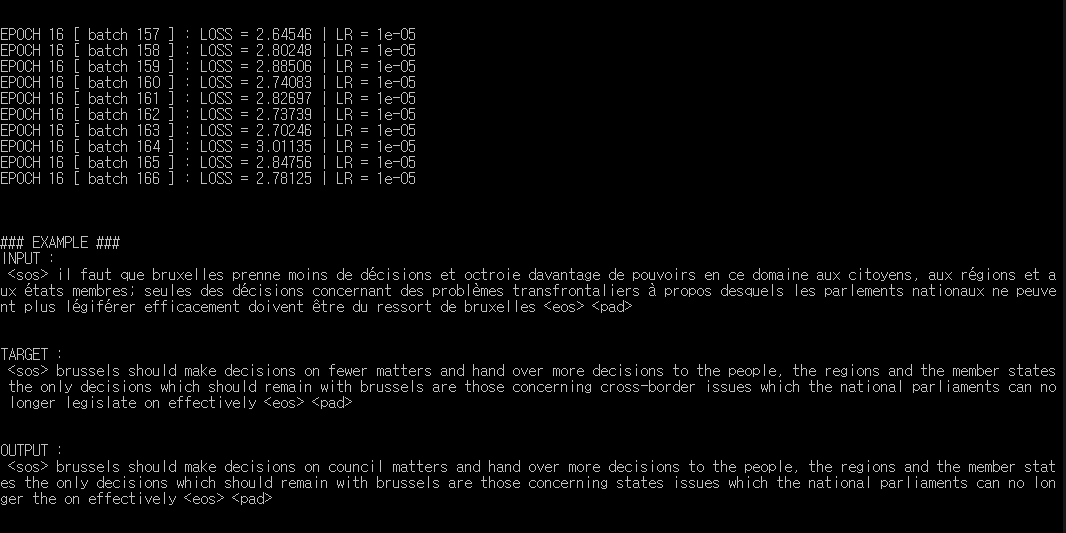 EPOCH 16 [ batch 157 ] : LOSS = 2.64546 | LR = 1e-05
EPOCH 16 [ batch 158 ] : LOSS = 2.80248 | LR = 1e-05
EPOCH 16 [ batch 159 ] : LOSS = 2.88506 | LR = 1e-05
EPOCH 16 [ batch 160 ] : LOSS = 2.74083 | LR = 1e-05
EPOCH 16 [ batch 161 ] : LOSS = 2.82697 | LR = 1e-05
EPOCH 16 [ batch 162 ] : LOSS = 2.73739 | LR = 1e-05
EPOCH 16 [ batch 163 ] : LOSS = 2.70246 | LR = 1e-05
EPOCH 16 [ batch 164 ] : LOSS = 3.01135 | LR = 1e-05
EPOCH 16 [ batch 165 ] : LOSS = 2.84756 | LR = 1e-05
EPOCH 16 [ batch 166 ] : LOSS = 2.78125 | LR = 1e-05
### EXAMPLE ###
INPUT :
<sos> il faut que bruxelles prenne moins de décisions et octroie davantage de pouvoirs en ce domaine aux citoyens, aux régions et a
ux états membres; seules des décisions concernant des problèmes transfrontaliers à propos desquels les parlements nationaux ne peuve
nt plus légiférer efficacement doivent être du ressort de bruxelles <eos> <pad>
TARGET :
<sos> brussels should make decisions on fewer matters and hand over more decisions to the people, the regions and the member states
the only decisions which should remain with brussels are those concerning cross-border issues which the national parliaments can no
longer legislate on effectively <eos> <pad>
OUTPUT :
<sos> brussels should make decisions on council matters and hand over more decisions to the people, the regions and the member stat
es the only decisions which should remain with brussels are those concerning states issues which the national parliaments can no lon
ger the on effectively <eos> <pad>